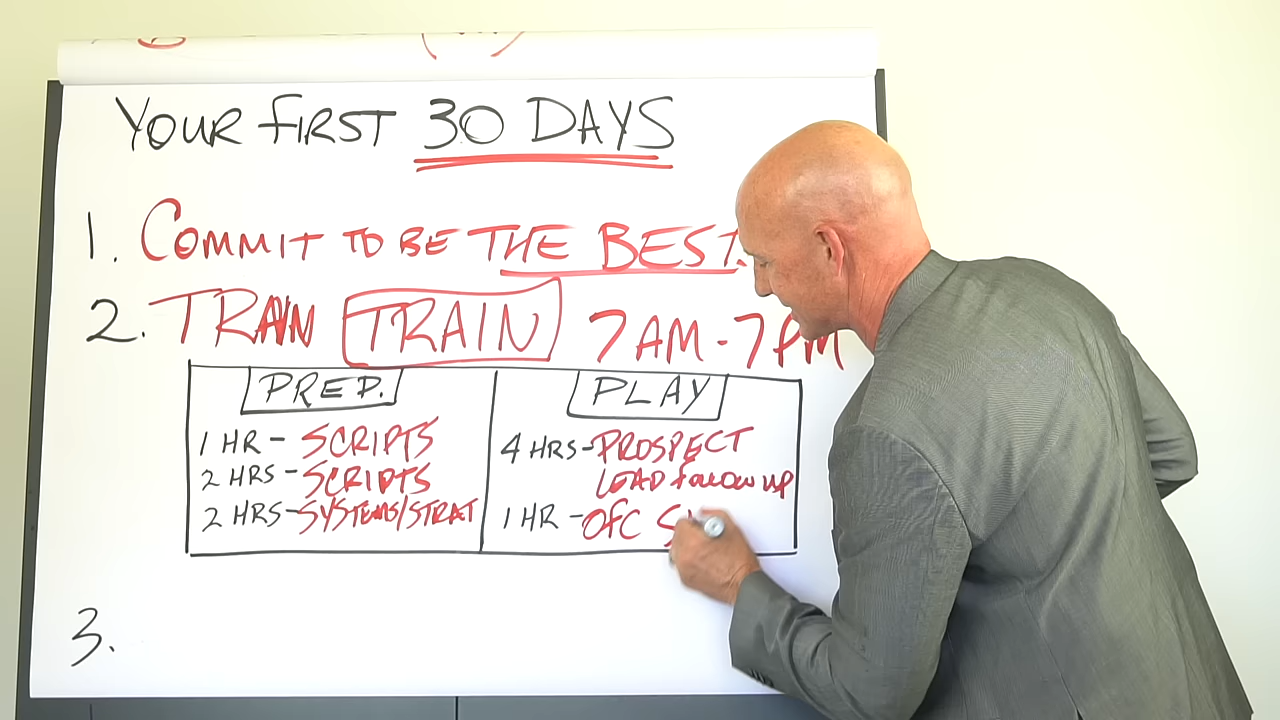 YOUR FIRST 30 DAYS
1. COMMIT TO BE THE BEST.
2. TRAIN TRAIN 7AM - 7PM
PREP.
1 HR - SCRIPTS
2 HRS - SCRIPTS
2 HRS - SYSTEMS/STRAT
PLAY
4 HRS - PROSPECT
LEAD FOLLOW UP
1 HR - OFC
3.